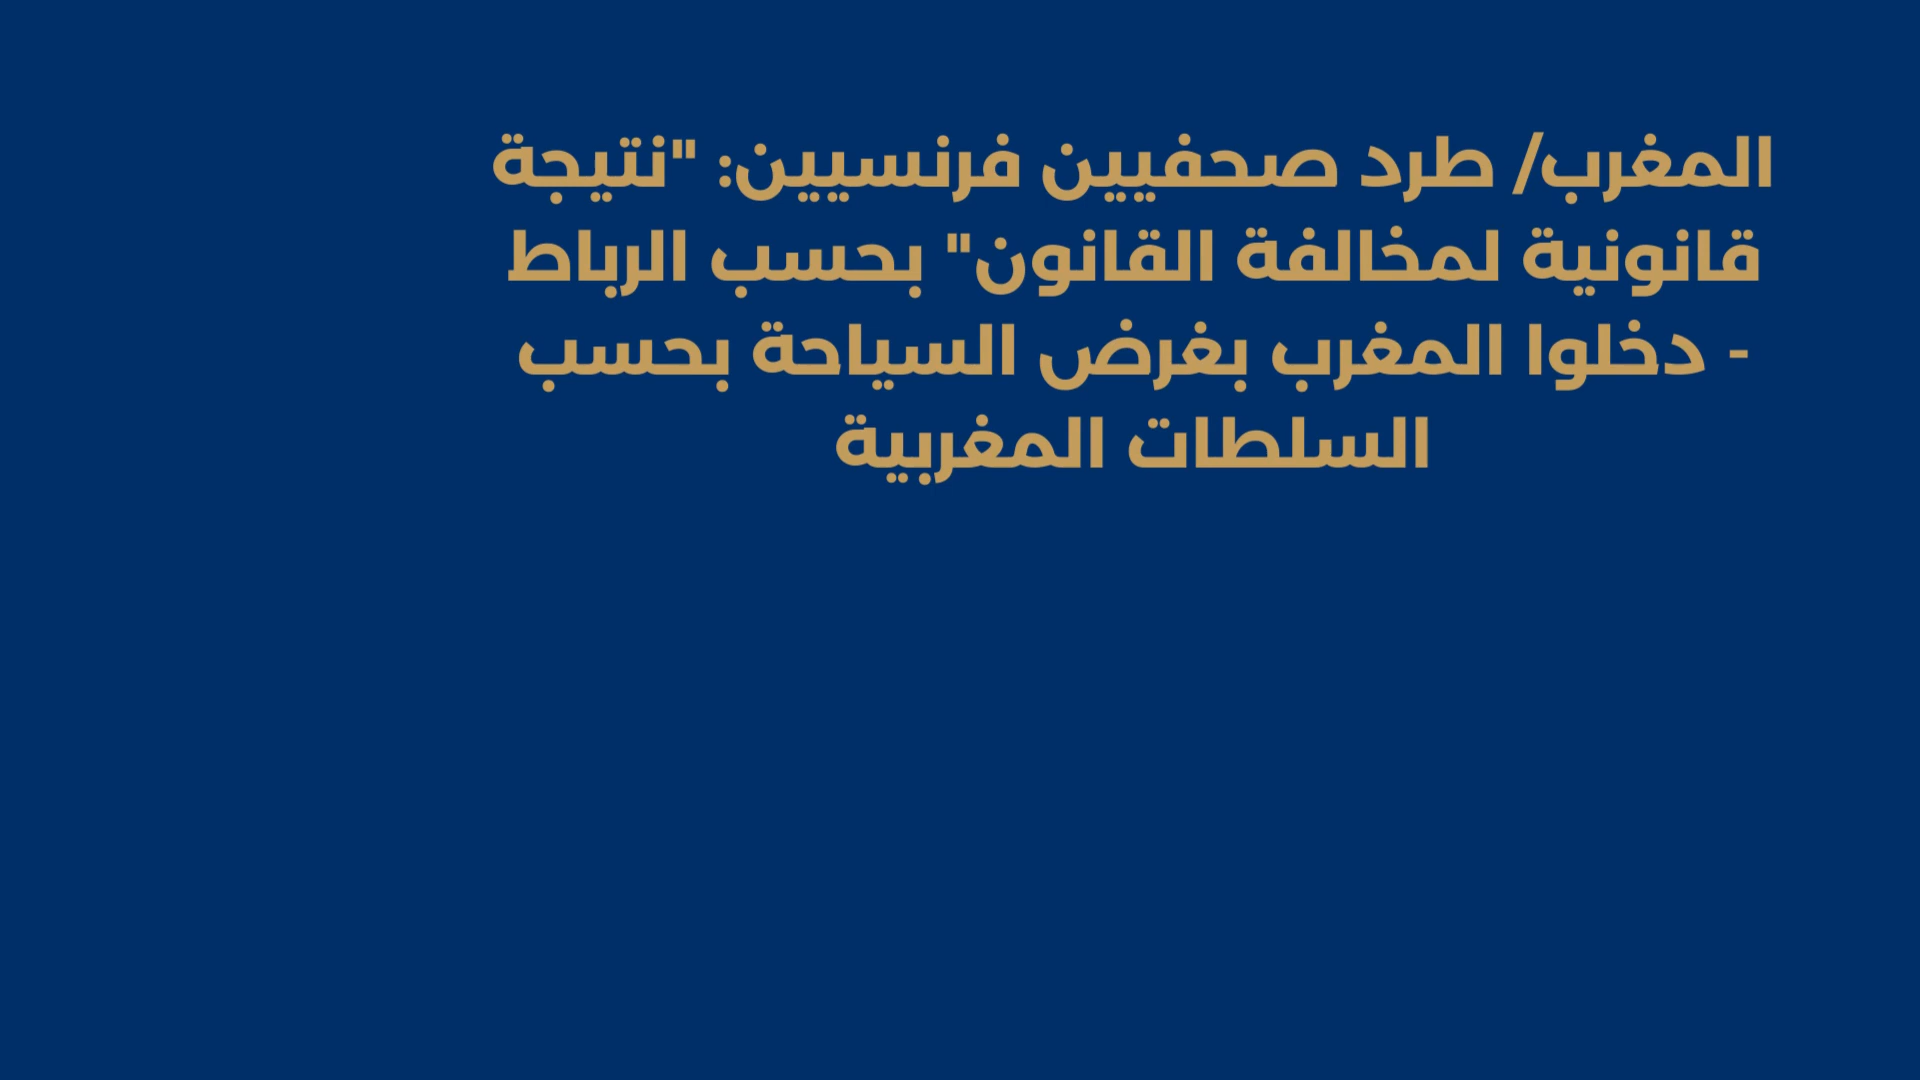 المغرب/ طرد صحفيين فرنسيين: "نتيجة
قانونية لمخالفة القانون" بحسب الرباط
- دخلوا المغرب بغرض السياحة بحسب
السلطات المغربية